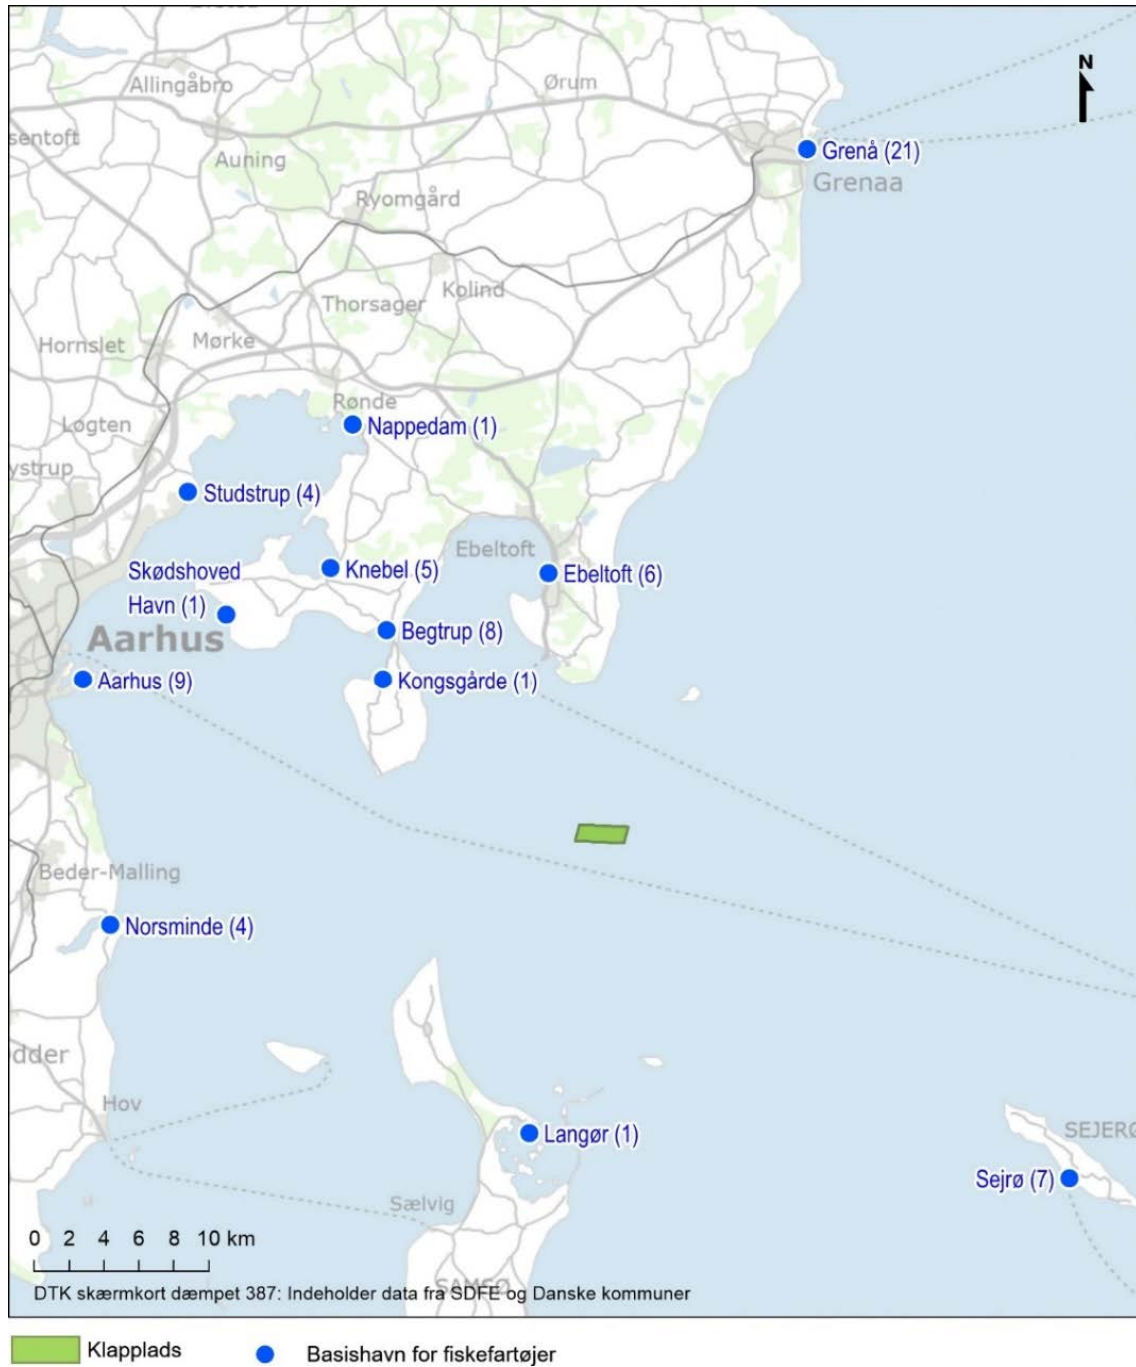 Allingåbro
Ørum
N
sentoft
Auning
Grenå (21)
Grenaa
Ryomgård
Kolind
Thorsager
Mørke
Hornslet
Rønde
Løgten
Nappedam (1)
ystrup
Studstrup (4)
Ebeltoft
Skødshoved
Havn (1)
Knebel (5)
Ebeltoft (6)
Begtrup (8)
Aarhus
Aarhus (9)
Kongsgårde (1)
Beder-Malling
Norsminde (4)
dder
Hov
Langør (1)
SEJERØ
Sejrø (7)
Sælvig
0 2 4 6 8 10 km
SAMSØ
DTK skærmkort dæmpet 387: Indeholder data fra SDFE og Danske kommuner
Klapplads
Basishavn for fiskefartøjer